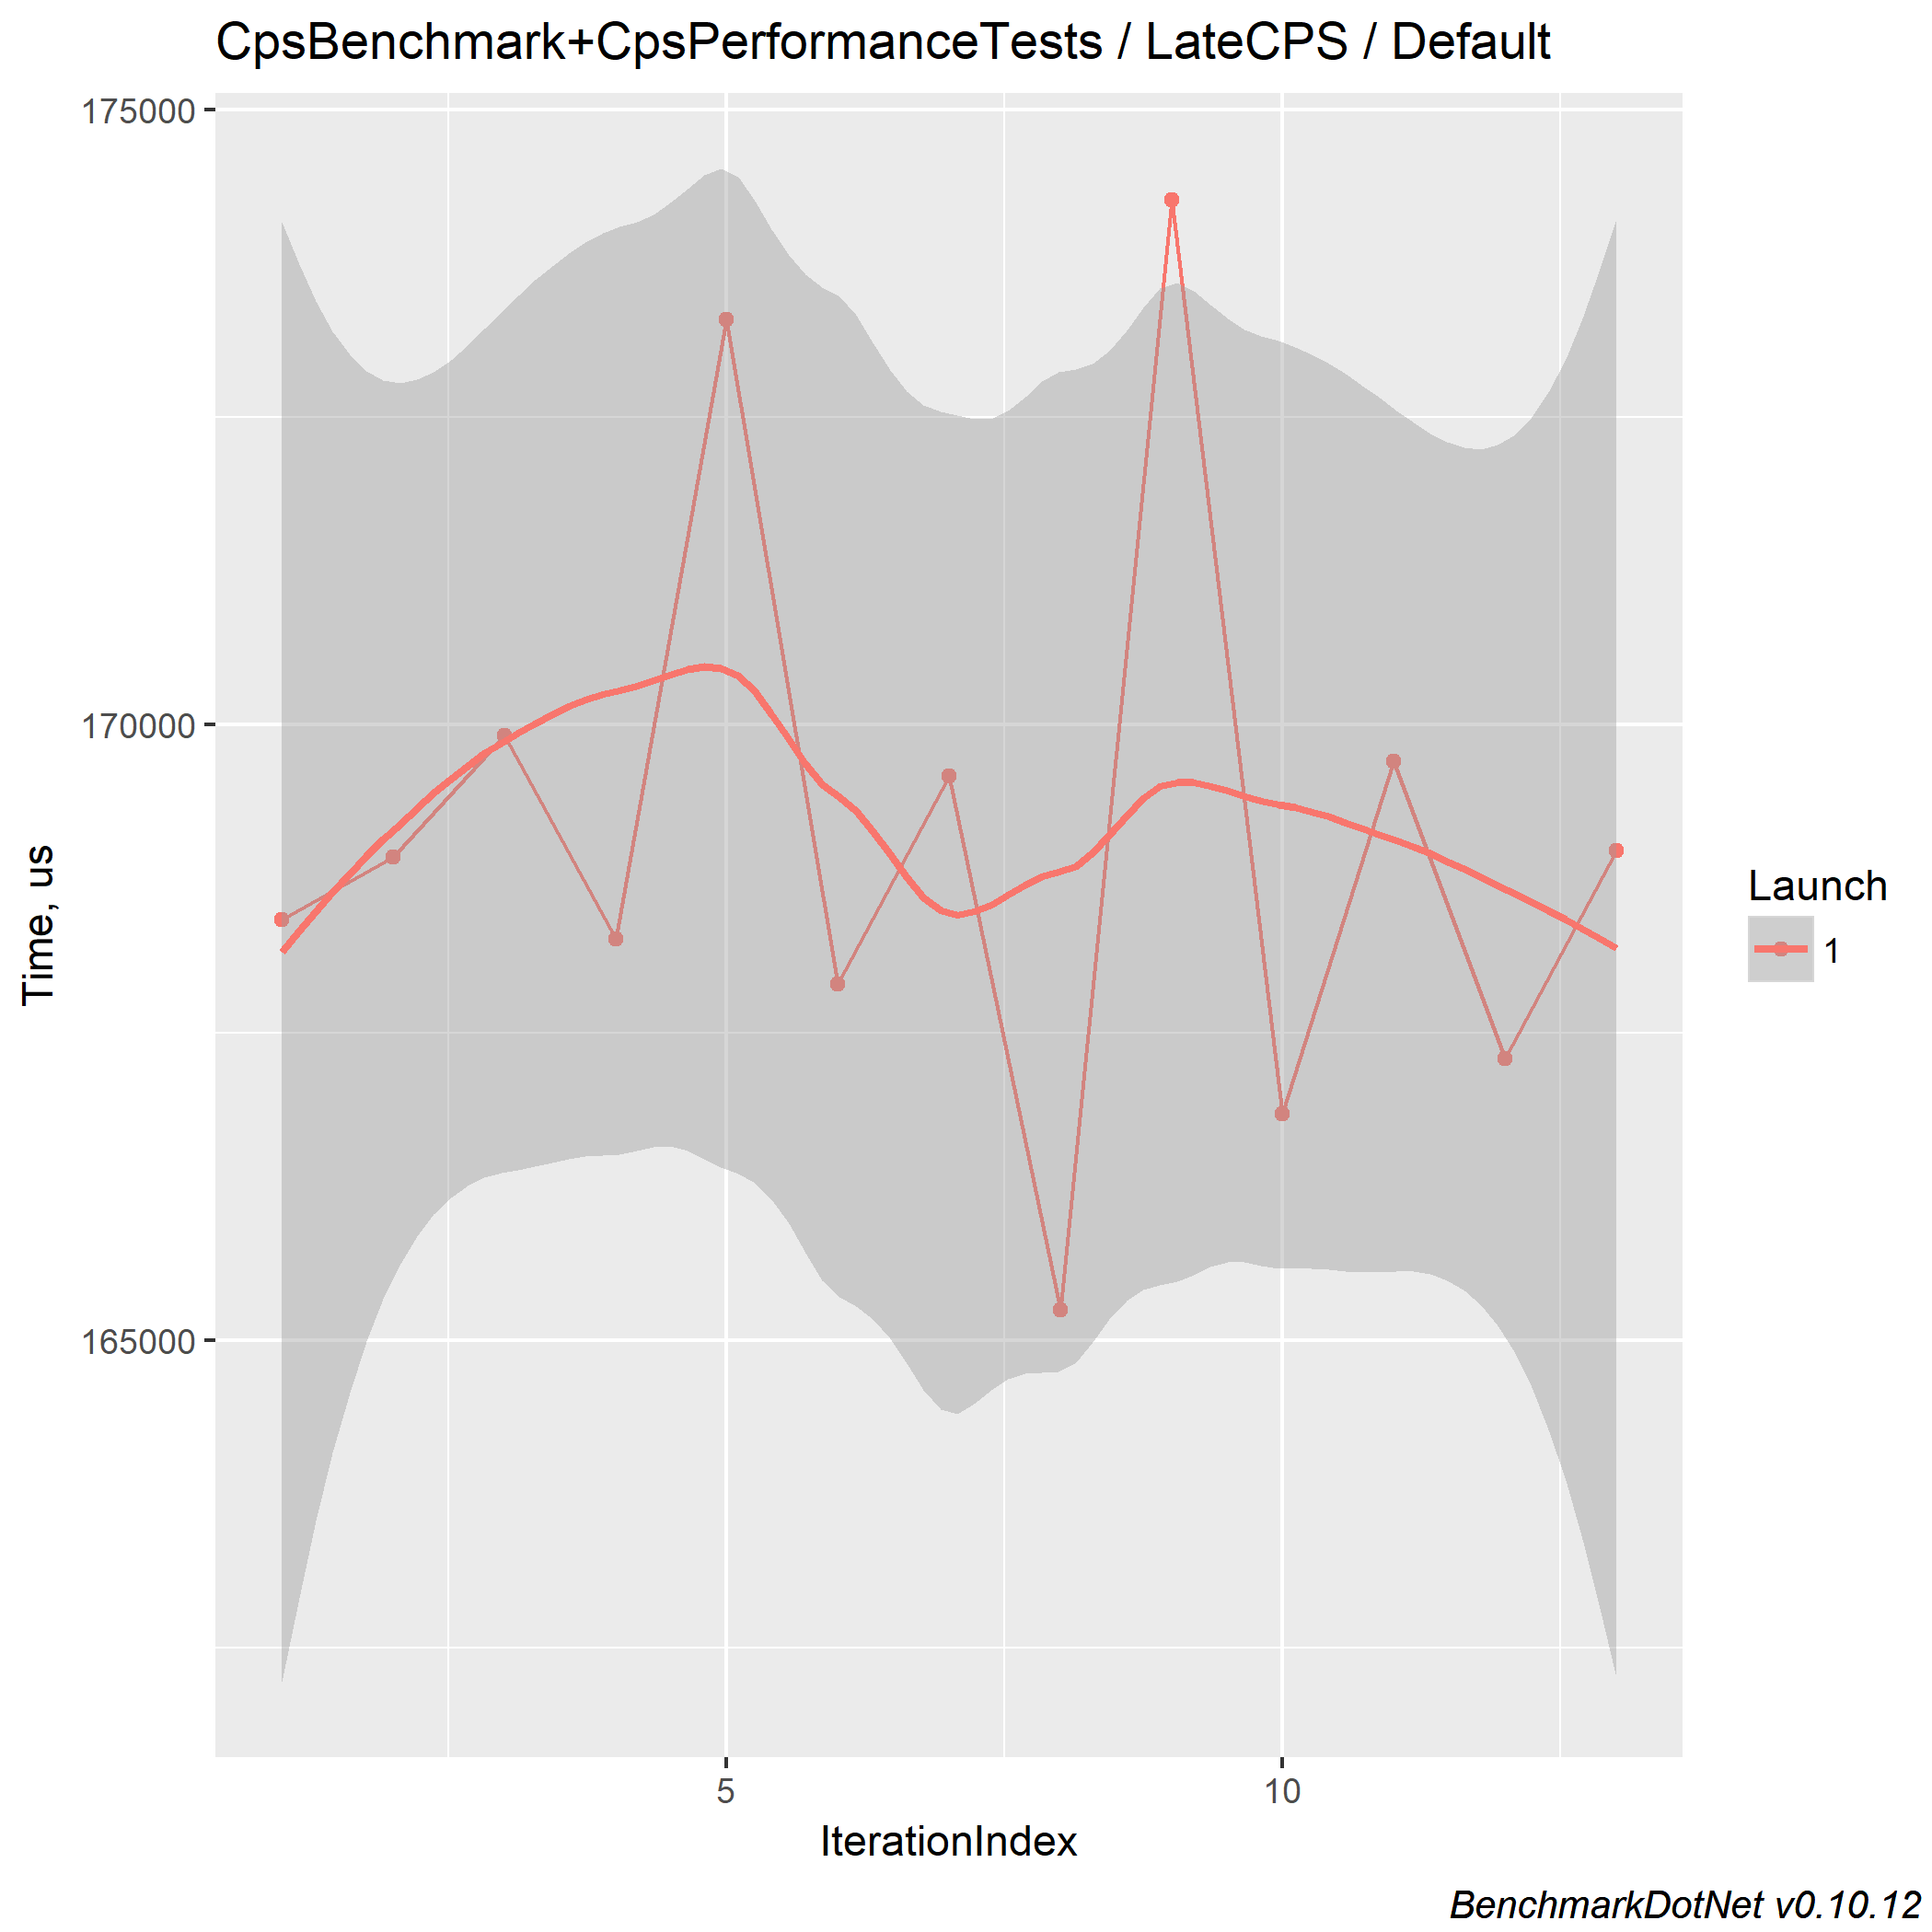 CpsBenchmark+CpsPerformanceTests / LateCPS / Default
175000
170000
165000
Time, us
5
10
IterationIndex
Launch
1
BenchmarkDotNet v0.10.12